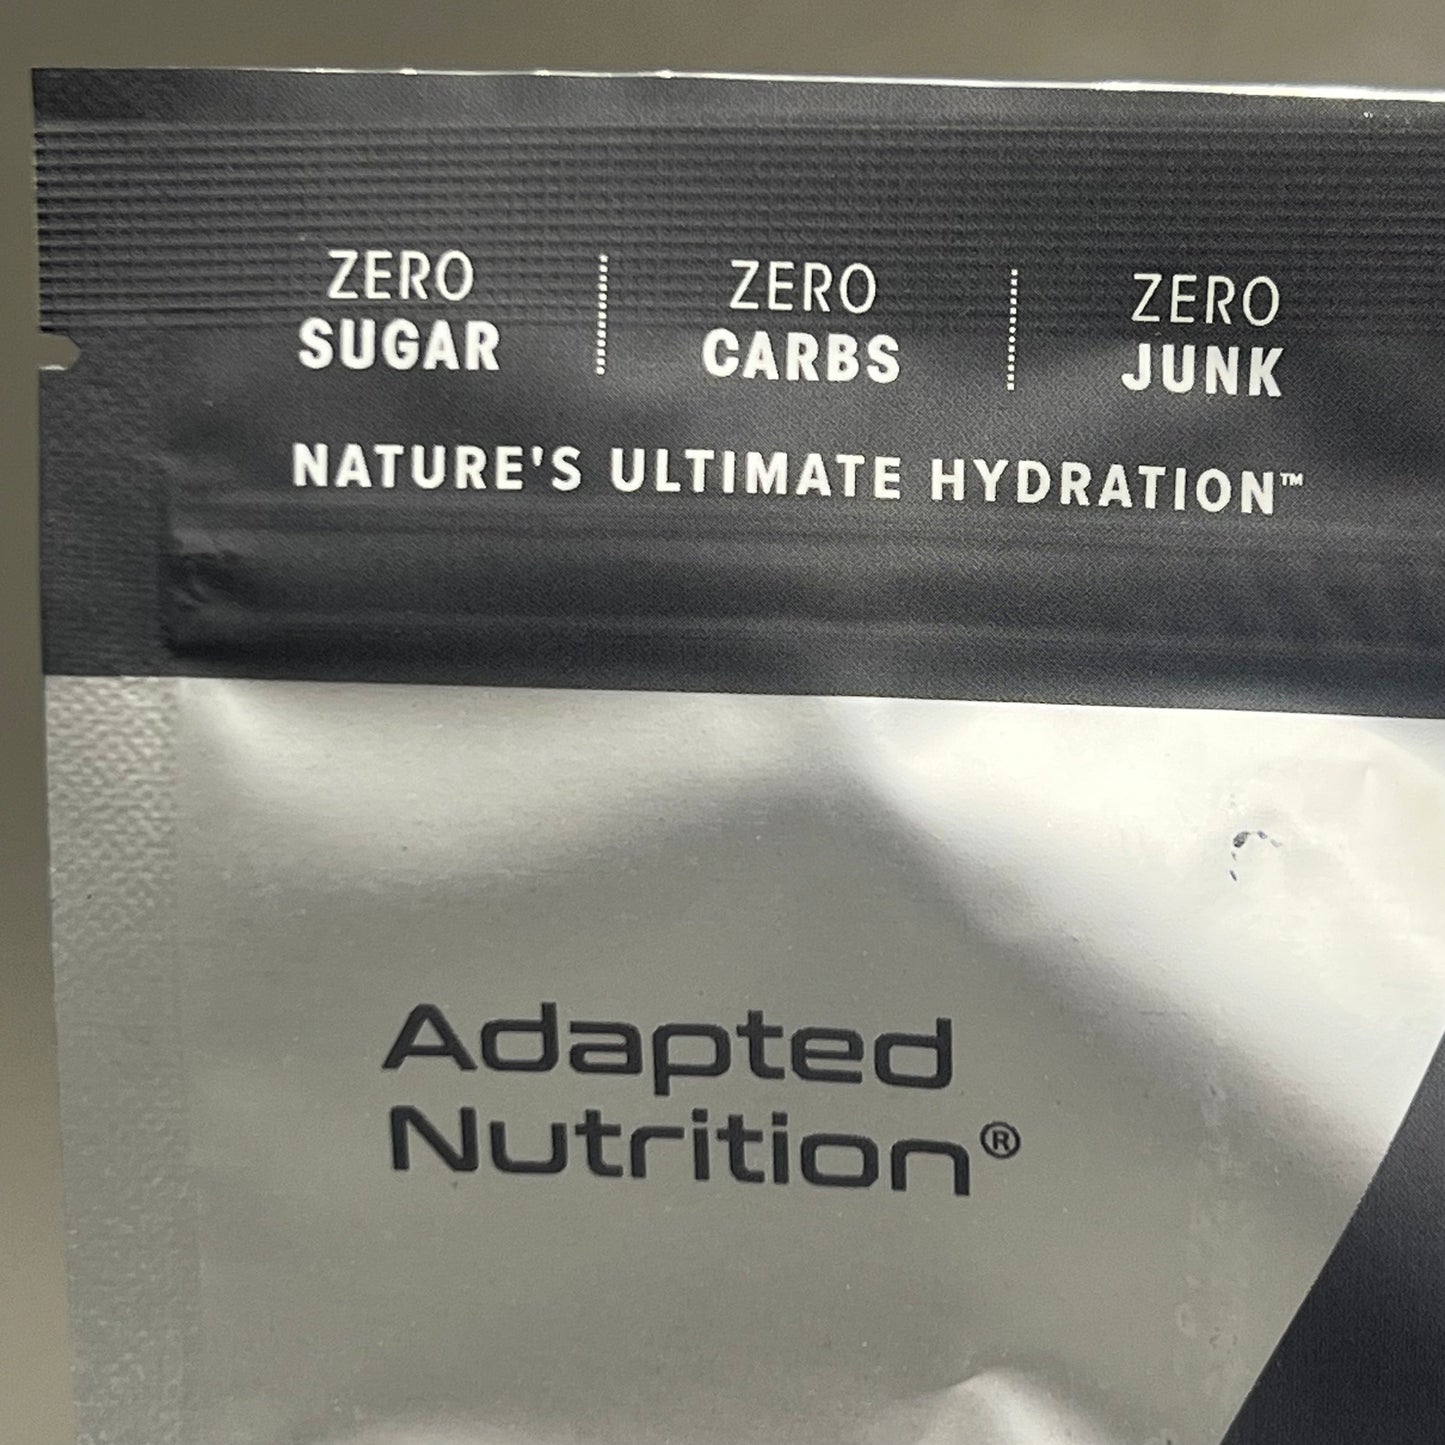 ZERO SUGAR
ZERO CARBS
ZERO JUNK
NATURE'S ULTIMATE HYDRATION™
Adapted
Nutrition®